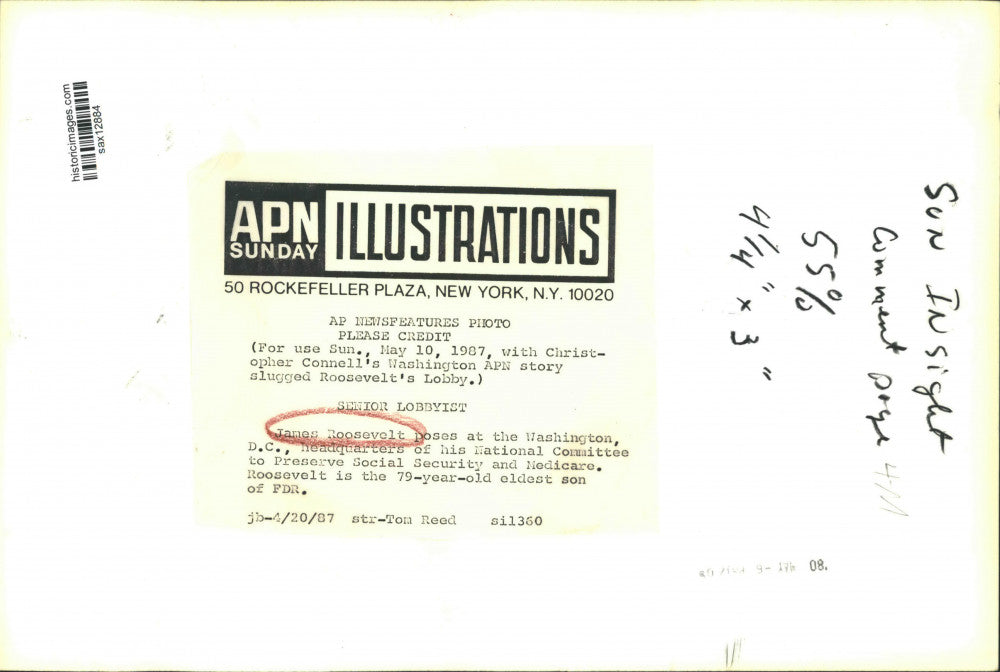 historicimages.com
sax12884
APN
SUNDAY
ILLUSTRATIONS
50 ROCKEFELLER PLAZA, NEW YORK, N.Y. 10020
AP NEWSFEATURES PHOTO
PLEASE CREDIT
(For use Sun., May 10, 1987, with Christ-
opher Connell's Washington APN story
slugged Roosevelt's Lobby.)
SENIOR LOBBYIST
James Roosevelt poses at the Washington,
D.C., headquarters of his National Committee
to Preserve Social Security and Medicare.
Roosevelt is the 79-year-old eldest son
of FDR.
jb-4/20/87 str-Tom Reed sil360
SUN INSight
Comment page
55%
4 1/4" x 3"
08.